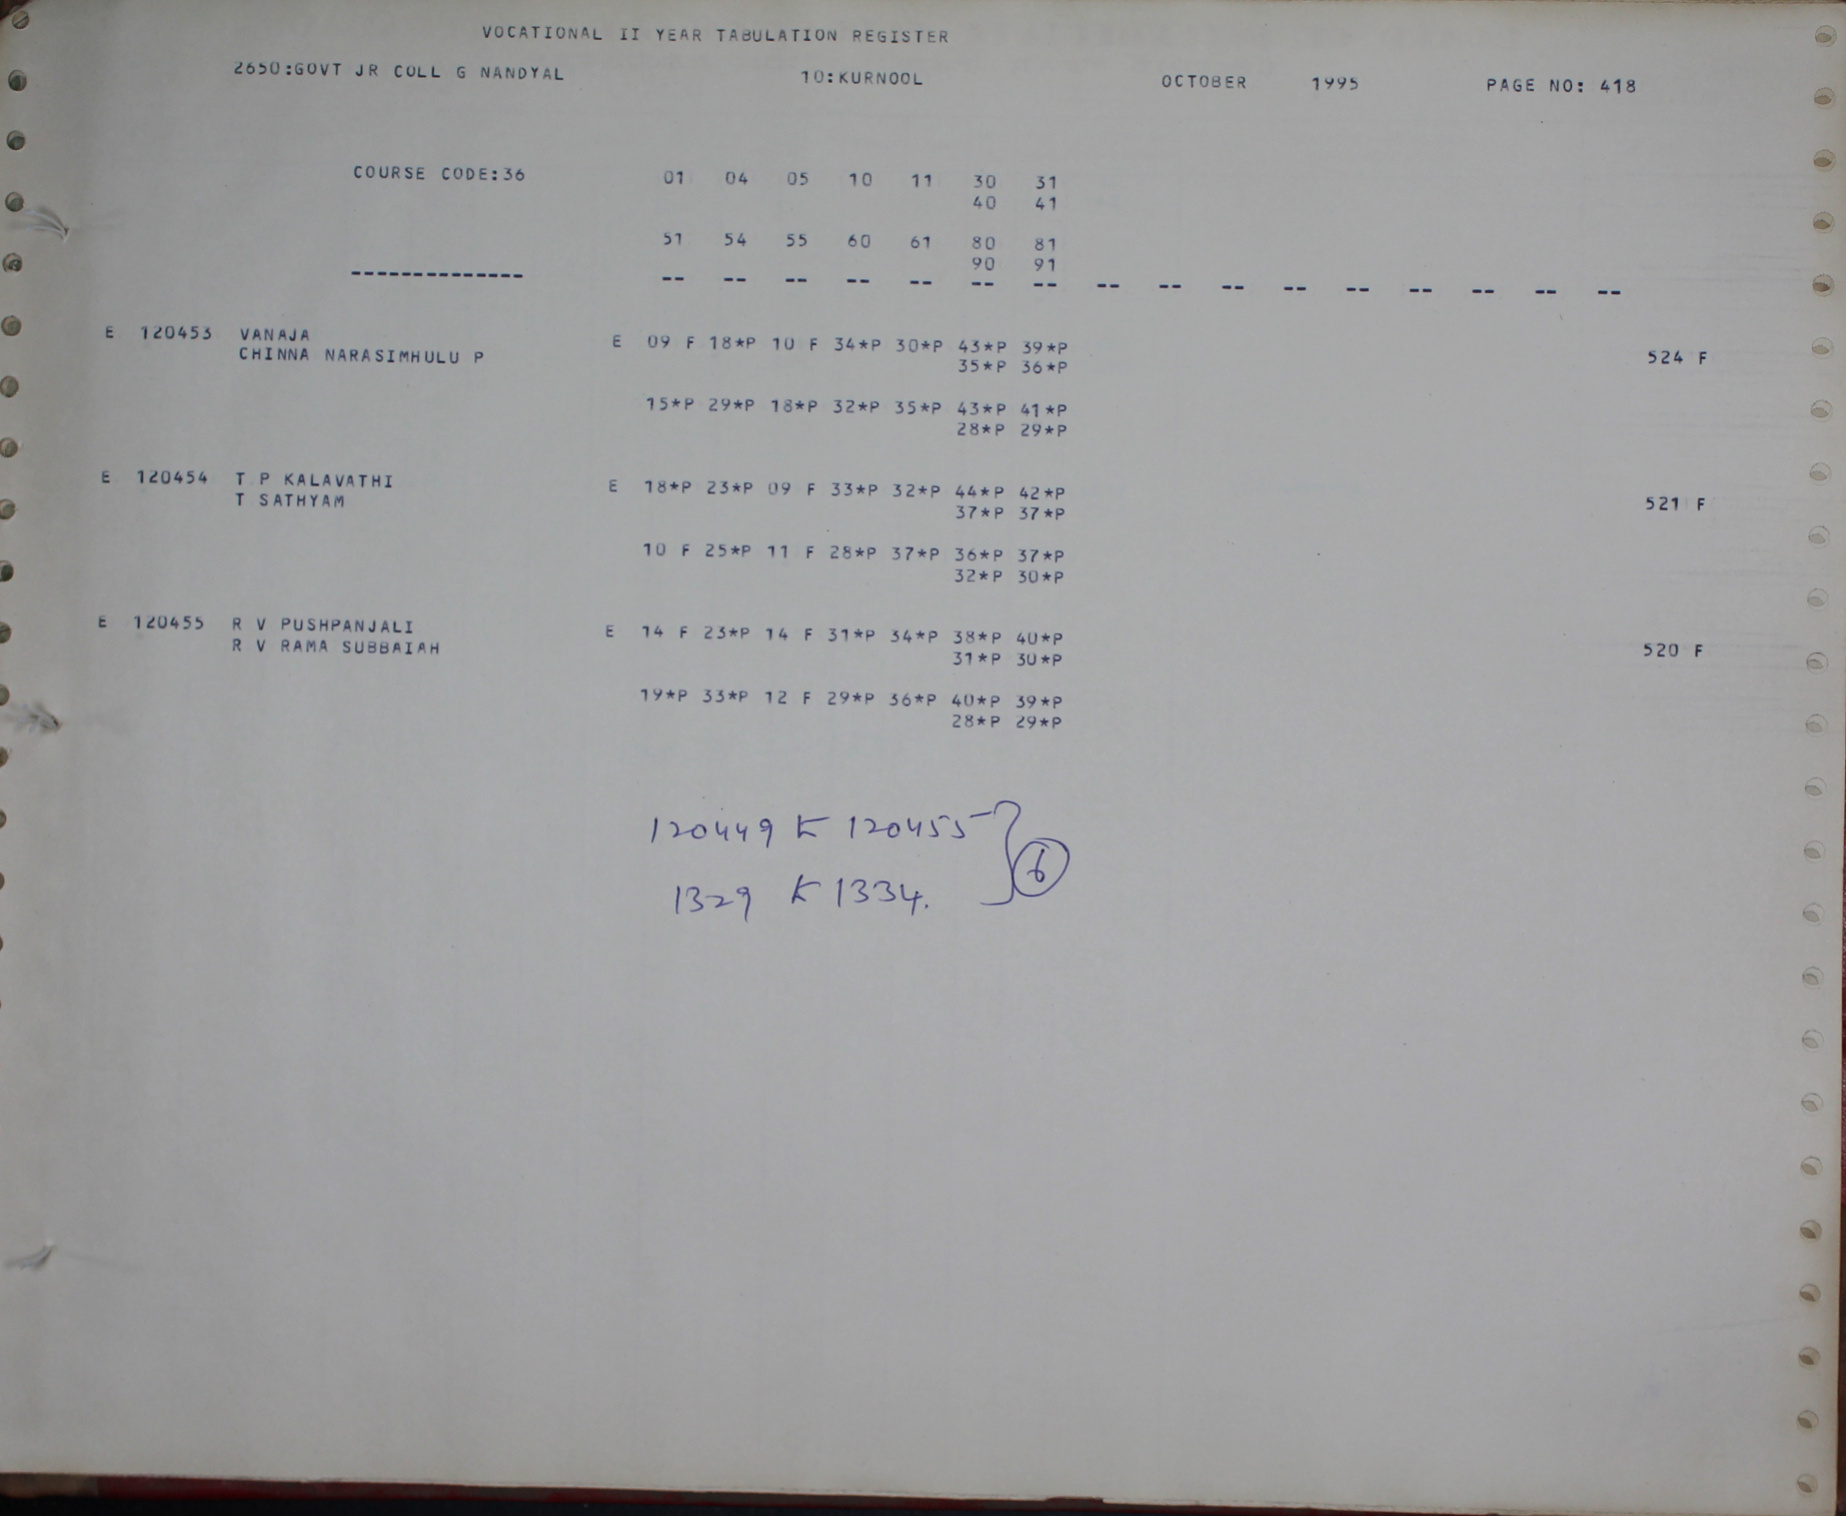 VOCATIONAL II YEAR TABULATION REGISTER
2650:GOVT JR COLL G NANDYAL 10:KURNOOL OCTOBER 1995 PAGE NO: 418
COURSE CODE:36 01 04 05 10 11 30 31
40 41
51 54 55 60 61 80 81
90 91
-------------- -- -- -- -- -- -- -- -- -- -- -- -- -- -- -- --
E 120453 VANAJA E 09 F 18*P 10 F 34*P 30*P 43*P 39*P
CHINNA NARASIMHULU P 35*P 36*P 524 F
15*P 29*P 18*P 32*P 35*P 43*P 41*P
28*P 29*P
E 120454 T P KALAVATHI E 18*P 23*P 09 F 33*P 32*P 44*P 42*P
T SATHYAM 37*P 37*P 521 F
10 F 25*P 11 F 28*P 37*P 36*P 37*P
32*P 30*P
E 120455 R V PUSHPANJALI E 14 F 23*P 14 F 31*P 34*P 38*P 40*P
R V RAMA SUBBAIAH 31*P 30*P 520 F
19*P 33*P 12 F 29*P 36*P 40*P 39*P
28*P 29*P
120449 120455
1329 1334.
6